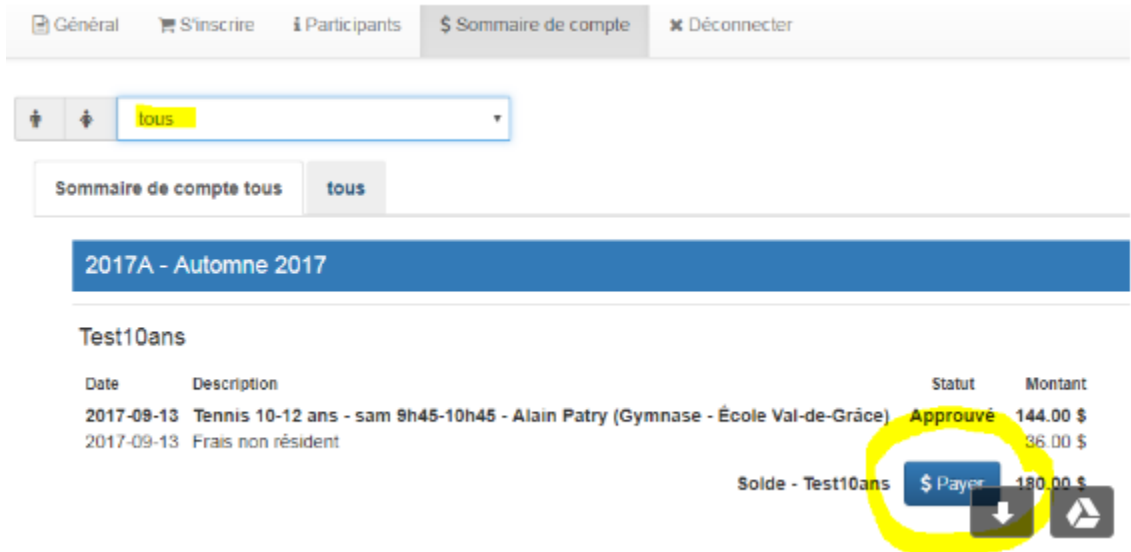 Général S'inscrire Participants $ Sommaire de compte Déconnecter
tous
Sommaire de compte tous tous
2017A - Automne 2017
Test10ans
Date Description Statut Montant
2017-09-13 Tennis 10-12 ans - sam 9h45-10h45 - Alain Patry (Gymnase - École Val-de-Grâce) Approuvé 144.00 $
2017-09-13 Frais non résident 36.00 $
Solde - Test10ans $ Payer 180.00 $